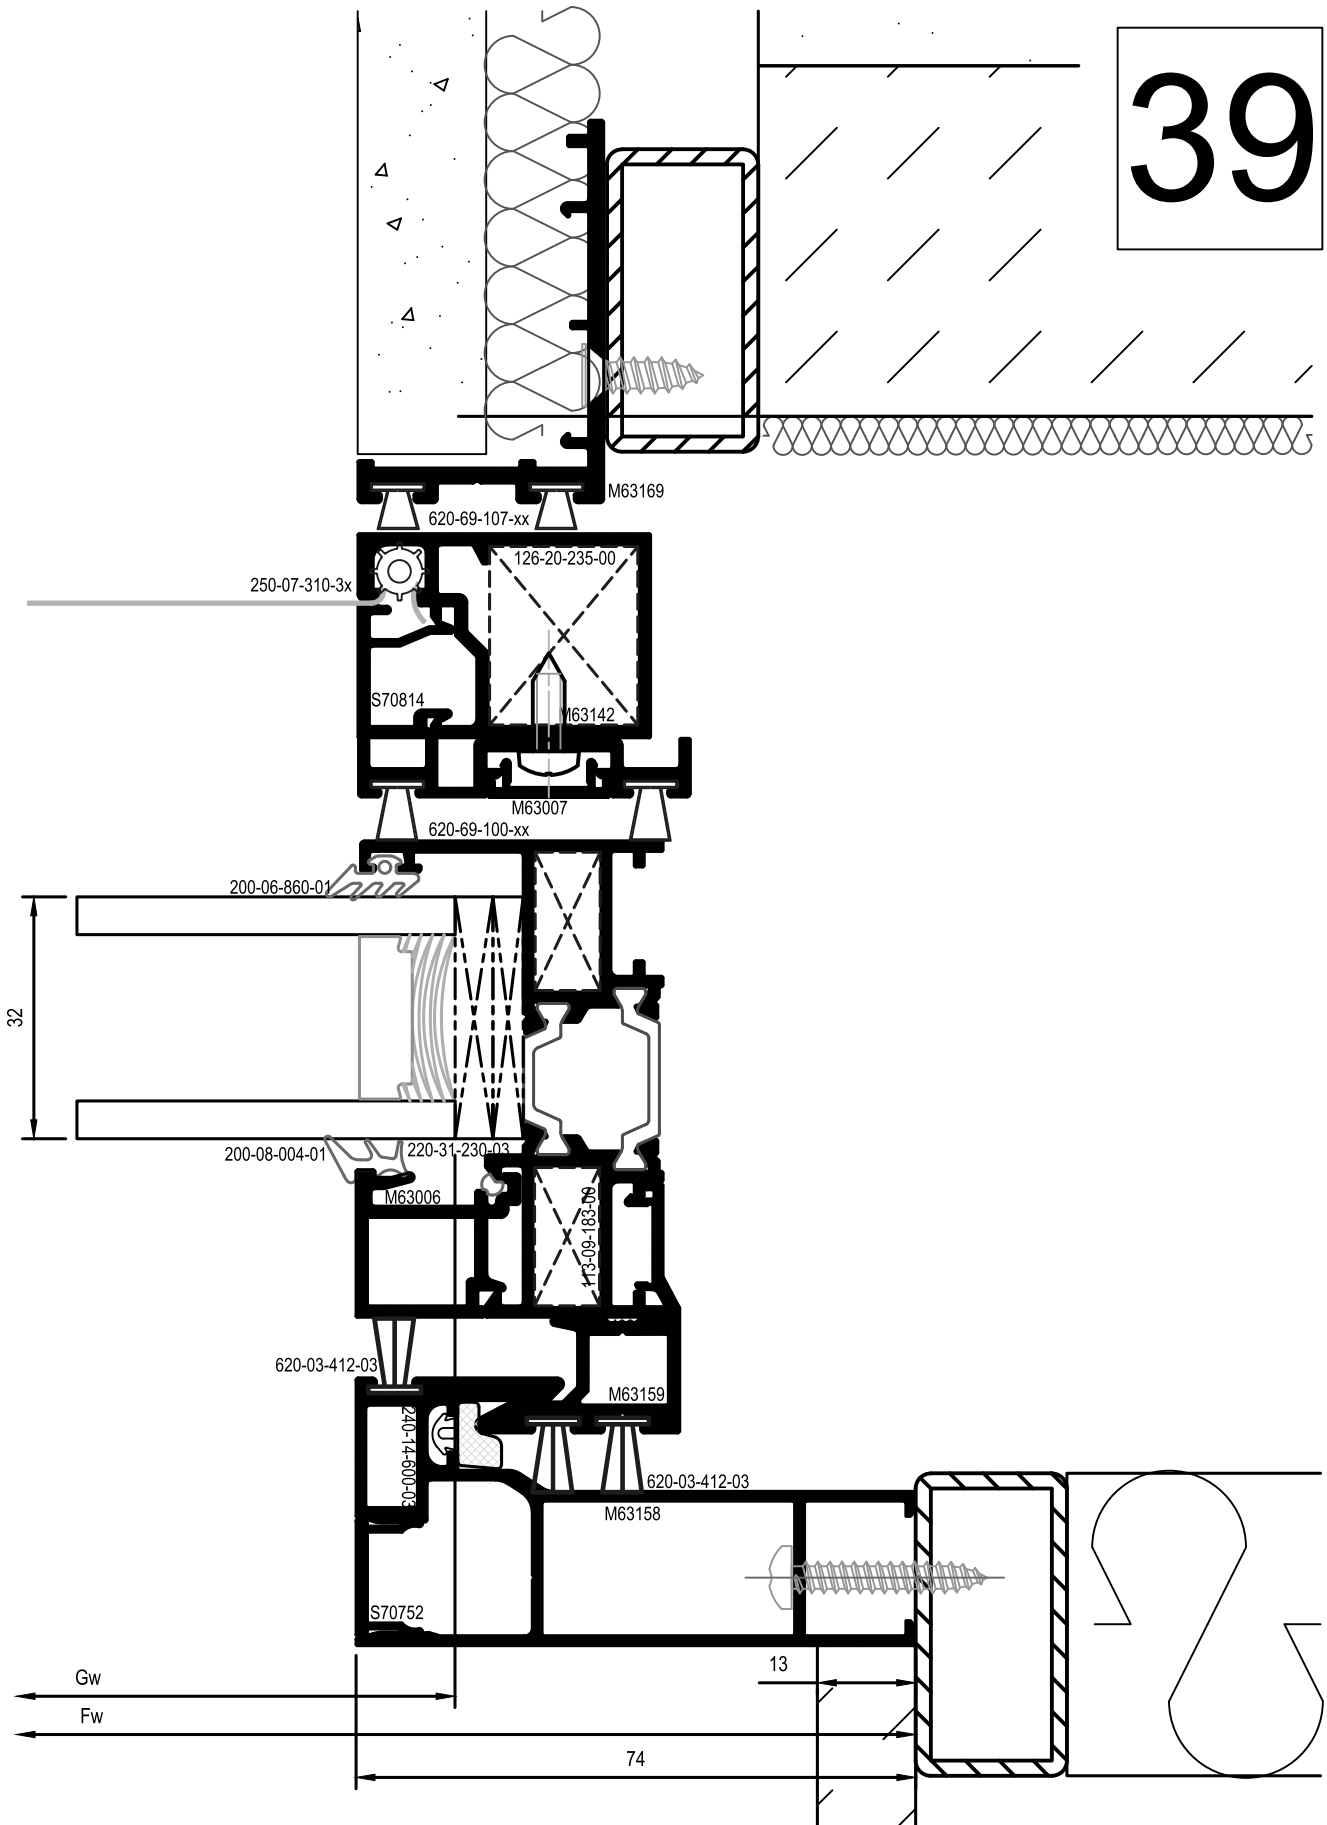 39
M63169
620-69-107-xx
126-20-235-00
250-07-310-3x
S70814
M63142
M63007
620-69-100-xx
200-06-860-01
32
200-08-004-01
220-31-230-03
M63006
113-09-183-00
620-03-412-03
M63159
240-14-600-03
620-03-412-03
M63158
S70752
13
Gw
Fw
74